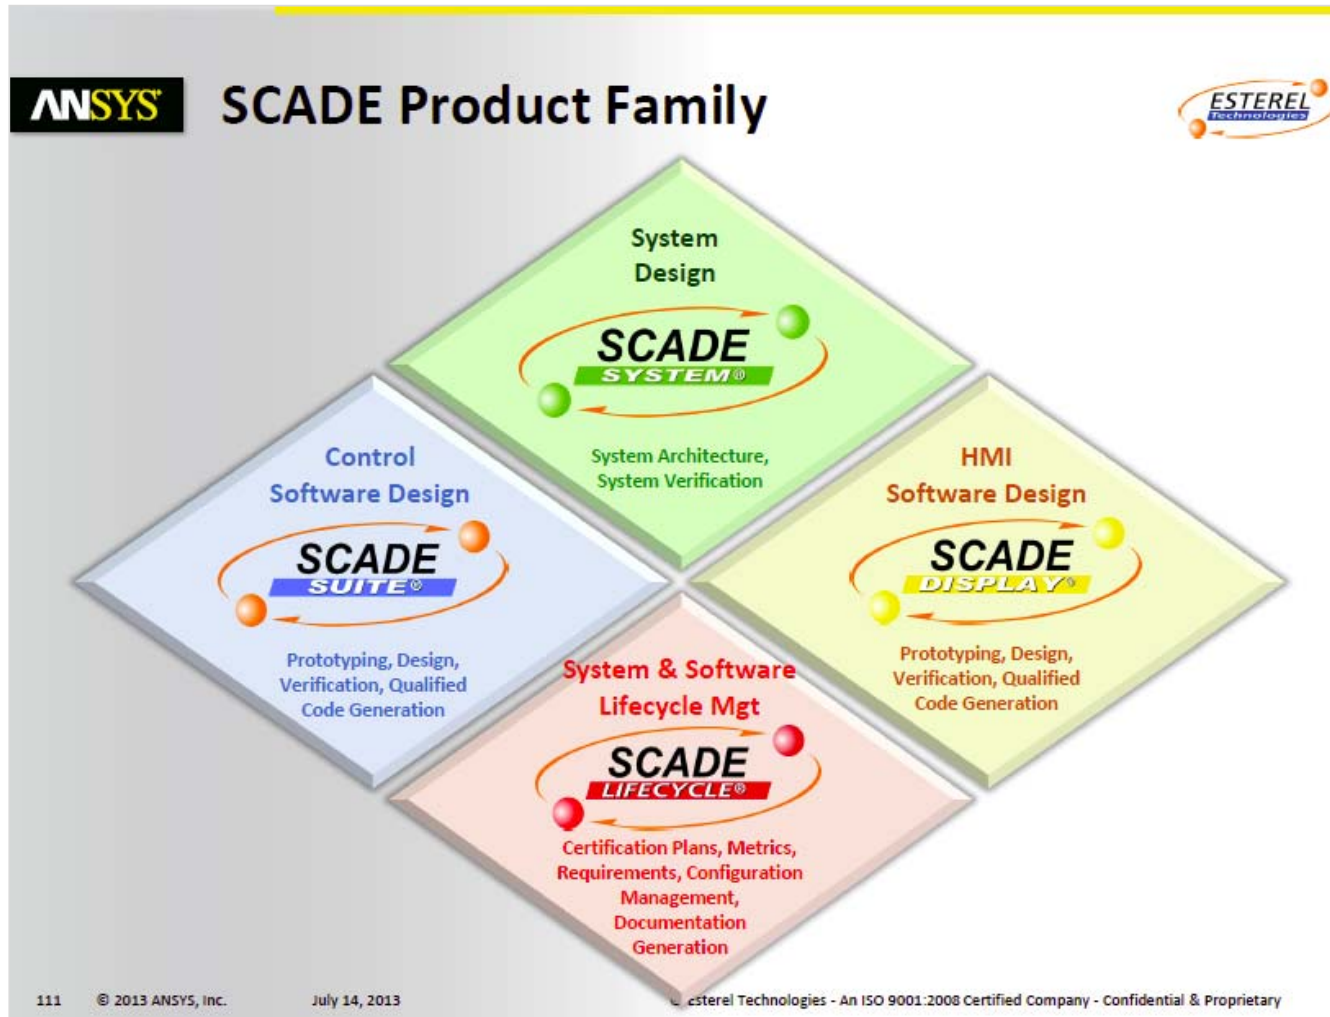 ANSYS®
SCADE Product Family
ESTEREL
Technologies
System
Design
SCADE
SYSTEM®
System Architecture,
System Verification
Control
Software Design
SCADE
SUITE®
Prototyping, Design,
Verification, Qualified
Code Generation
HMI
Software Design
SCADE
DISPLAY®
Prototyping, Design,
Verification, Qualified
Code Generation
System & Software
Lifecycle Mgt
SCADE
LIFECYCLE®
Certification Plans, Metrics,
Requirements, Configuration
Management,
Documentation
Generation
111 © 2013 ANSYS, Inc. July 14, 2013 © Esterel Technologies - An ISO 9001:2008 Certified Company - Confidential & Proprietary